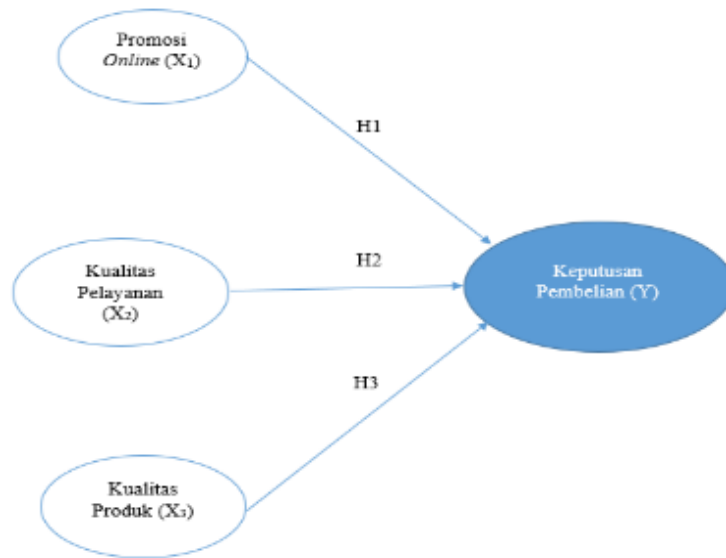 Promosi
Online (X₁)
H1
Kualitas
Pelayanan
(X₂)
H2
Keputusan
Pembelian (Y)
H3
Kualitas
Produk (X₃)